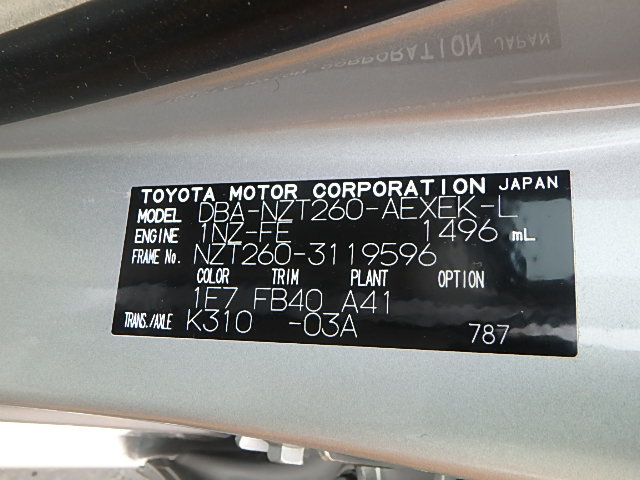 TOYOTA MOTOR CORPORATION JAPAN
MODEL DBA-NZT260-AEXEK-L
ENGINE 1NZ-FE 1496 mL
FRAME No. NZT260-3119596
COLOR TRIM PLANT OPTION
1F7 FB40 A41
TRANS./AXLE K310 -03A 787